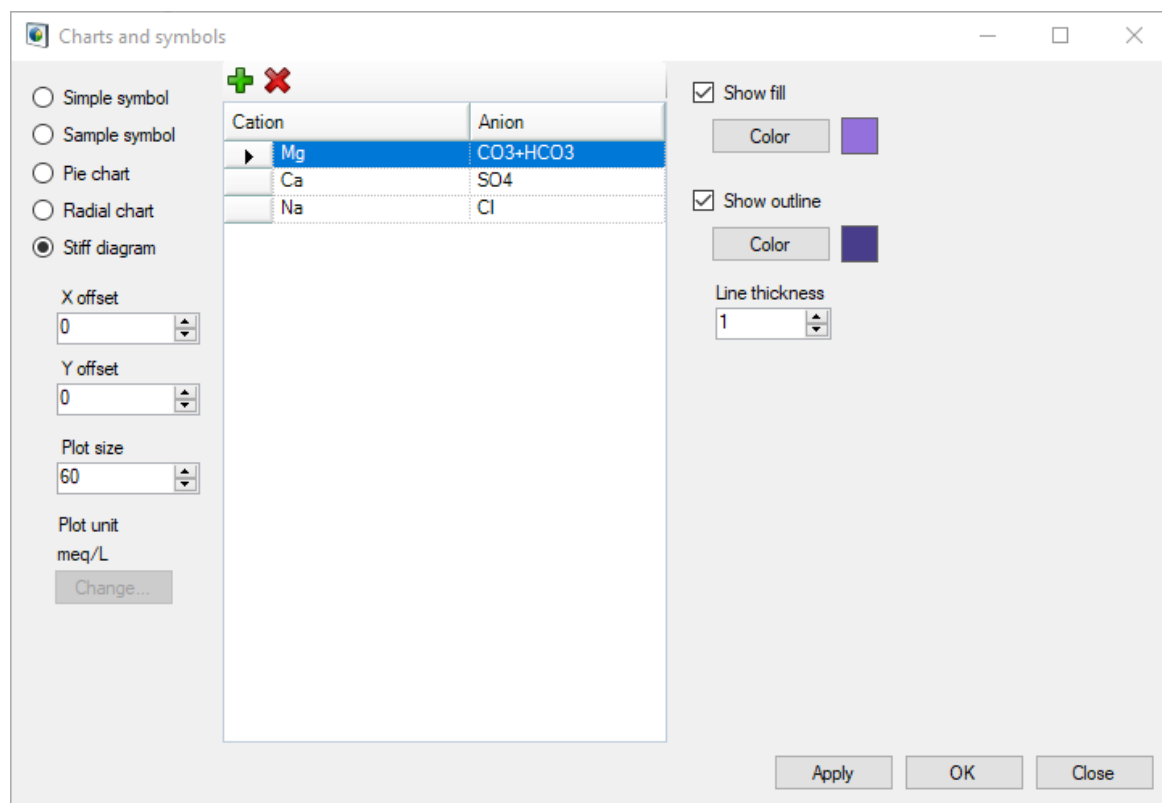 Charts and symbols
Simple symbol
Sample symbol
Pie chart
Radial chart
Stiff diagram
X offset
0
Y offset
0
Plot size
60
Plot unit
meq/L
Change...
Cation Anion
Mg CO3+HCO3
Ca SO4
Na Cl
Show fill
Color
Show outline
Color
Line thickness
1
Apply OK Close